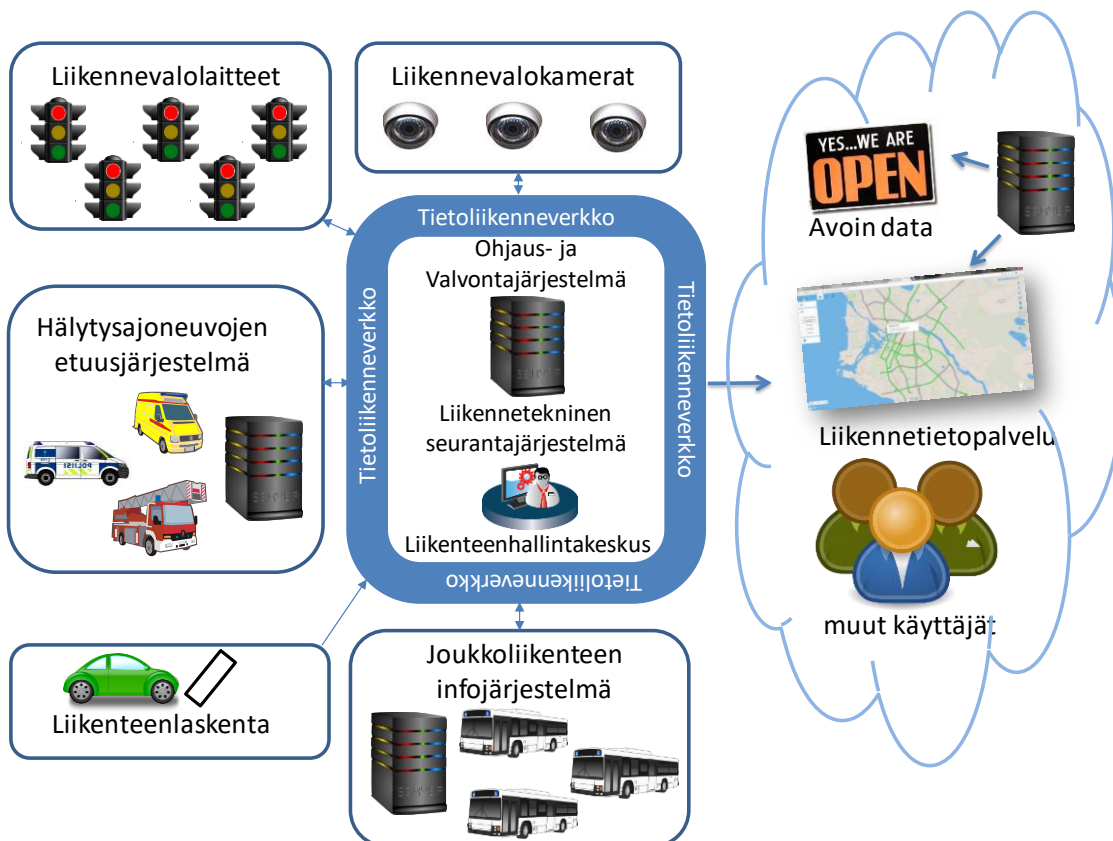 Liikennevalolaitteet
Liikennevalokamerat
Tietoliikenneverkko
Tietoliikenneverkko
Tietoliikenneverkko
Tietoliikenneverkko
Ohjaus- ja
Valvontajärjestelmä
Liikennetekninen
seurantajärjestelmä
Liikenteenhallintakeskus
Hälytysajoneuvojen
etuusjärjestelmä
POLIISI
Liikenteenlaskenta
Joukkoliikenteen
infojärjestelmä
YES...WE ARE
OPEN
Avoin data
Liikennetietopalvelu
muut käyttäjät